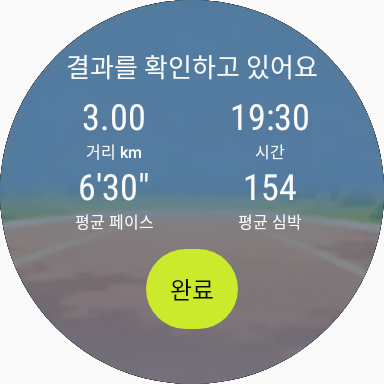 결과를 확인하고 있어요
3.00 19:30
거리 km 시간
6'30" 154
평균 페이스 평균 심박
완료